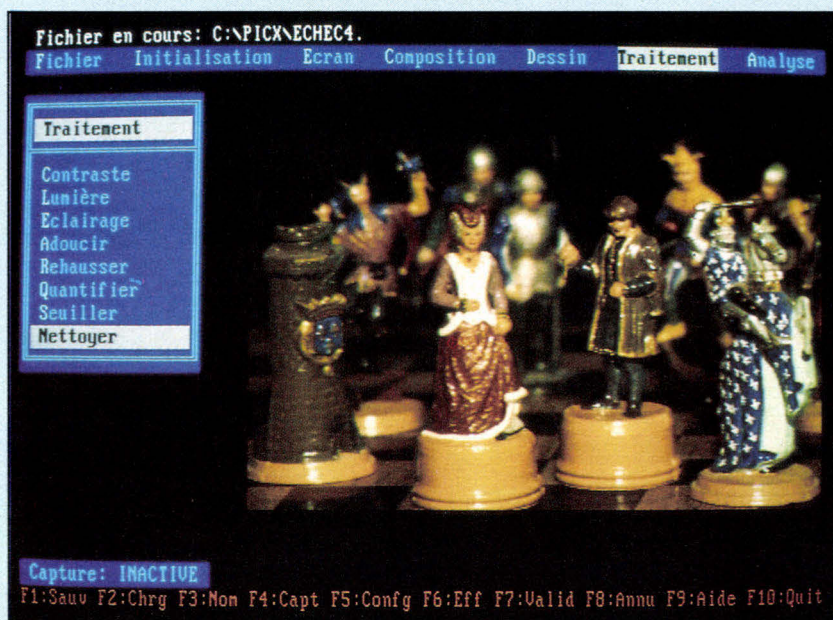 Fichier en cours: C:\PICX\ECHEC4.
Fichier Initialisation Ecran Composition Dessin Traitement Analyse
Traitement
Contraste
Lumière
Eclairage
Adoucir
Rehausser
Quantifier
Seuiller
Nettoyer
Capture: INACTIVE
F1:Sauv F2:Chrg F3:Nom F4:Capt F5:Confg F6:Eff F7:Valid F8:Annu F9:Aide F10:Quit